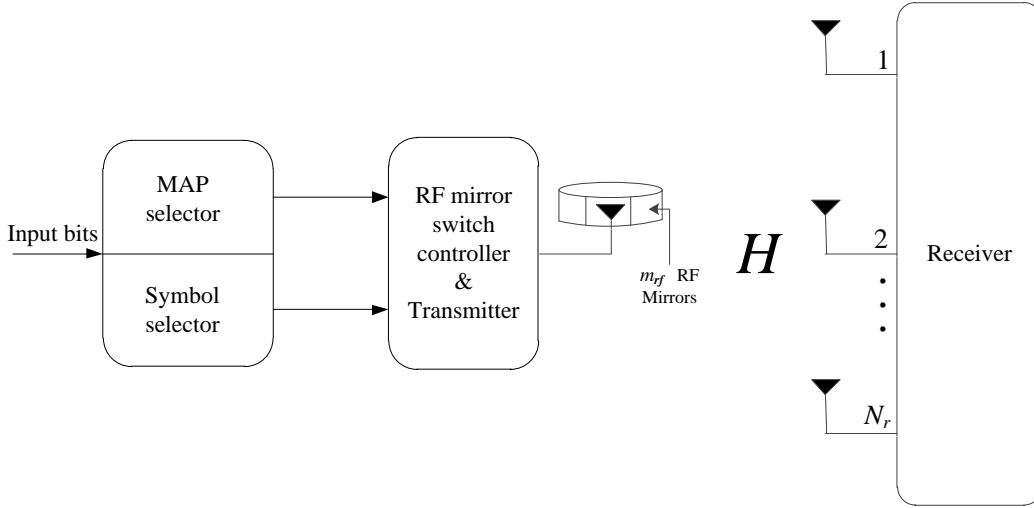 Input bits
MAP
selector
Symbol
selector
RF mirror
switch
controller
&
Transmitter
m_rf RF
Mirrors
H
1
2
N_r
Receiver